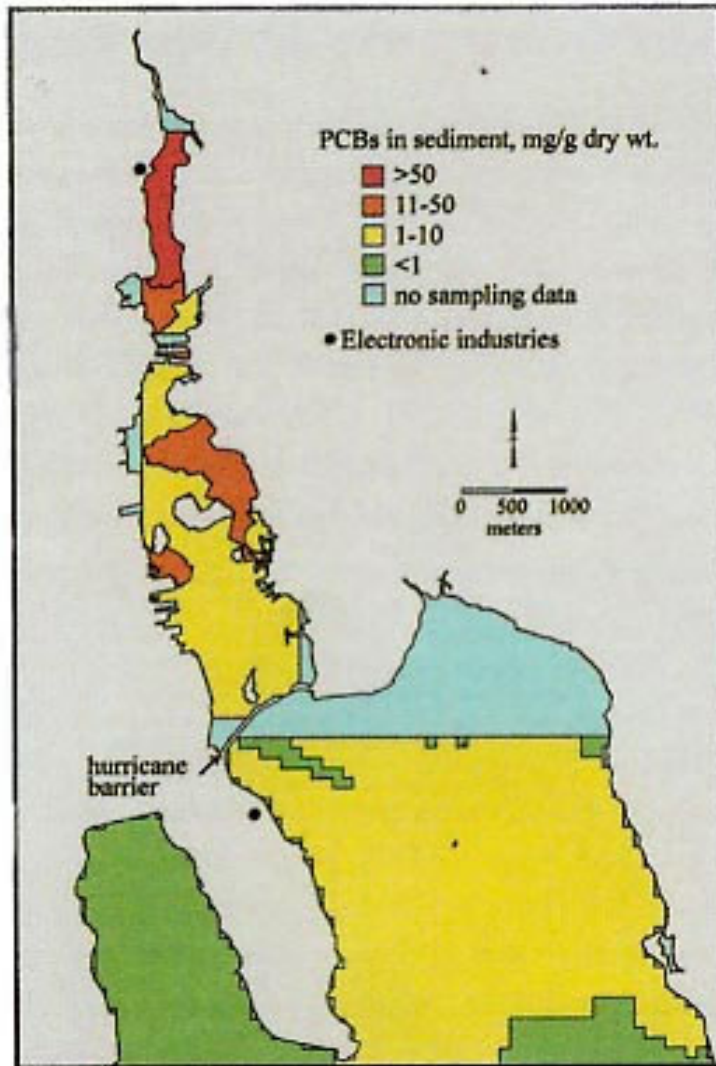 PCBs in sediment, mg/g dry wt.
>50
11-50
1-10
<1
no sampling data
Electronic industries
0 500 1000
meters
hurricane
barrier